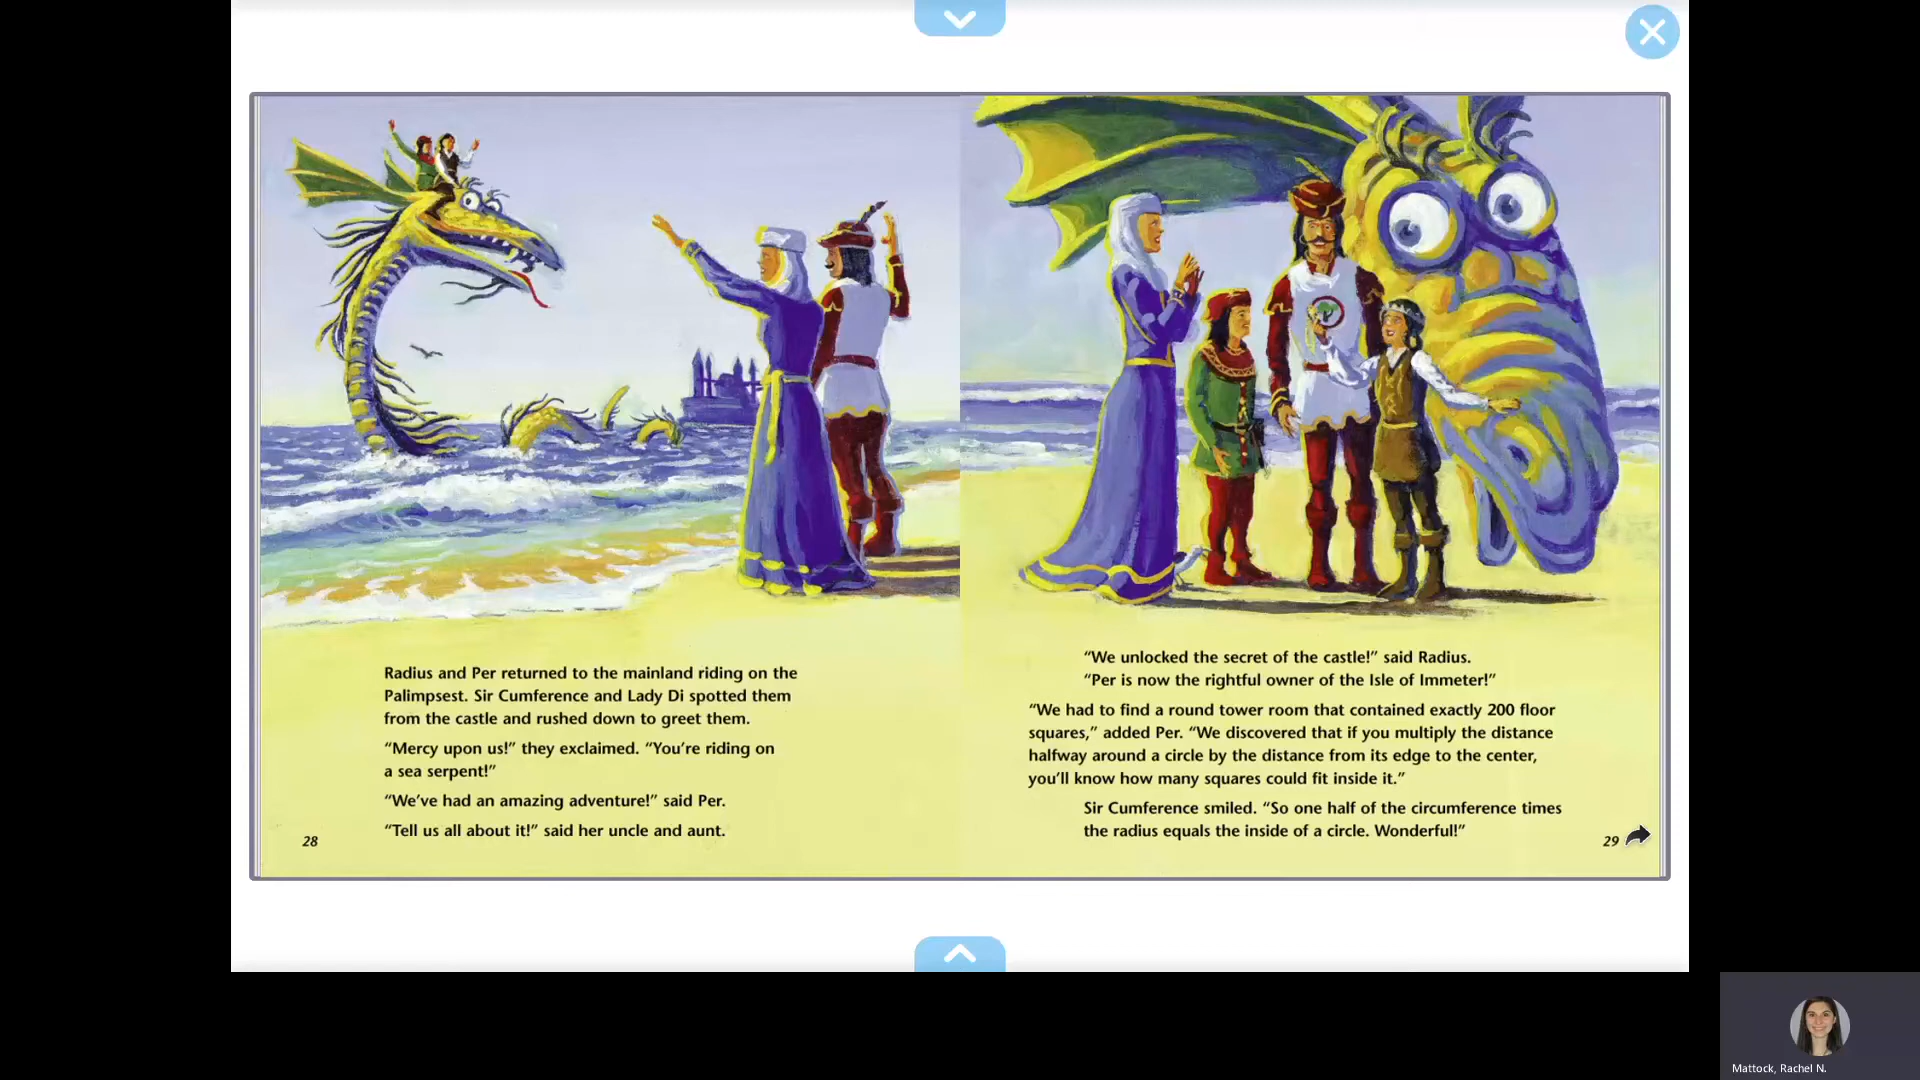 Radius and Per returned to the mainland riding on the
Palimpsest. Sir Cumference and Lady Di spotted them
from the castle and rushed down to greet them.
“Mercy upon us!” they exclaimed. “You’re riding on
a sea serpent!”
“We’ve had an amazing adventure!” said Per.
“Tell us all about it!” said her uncle and aunt.
28
“We unlocked the secret of the castle!” said Radius.
“Per is now the rightful owner of the Isle of Immeter!”
“We had to find a round tower room that contained exactly 200 floor
squares,” added Per. “We discovered that if you multiply the distance
halfway around a circle by the distance from its edge to the center,
you’ll know how many squares could fit inside it.”
Sir Cumference smiled. “So one half of the circumference times
the radius equals the inside of a circle. Wonderful!”
29
Mattock, Rachel N.